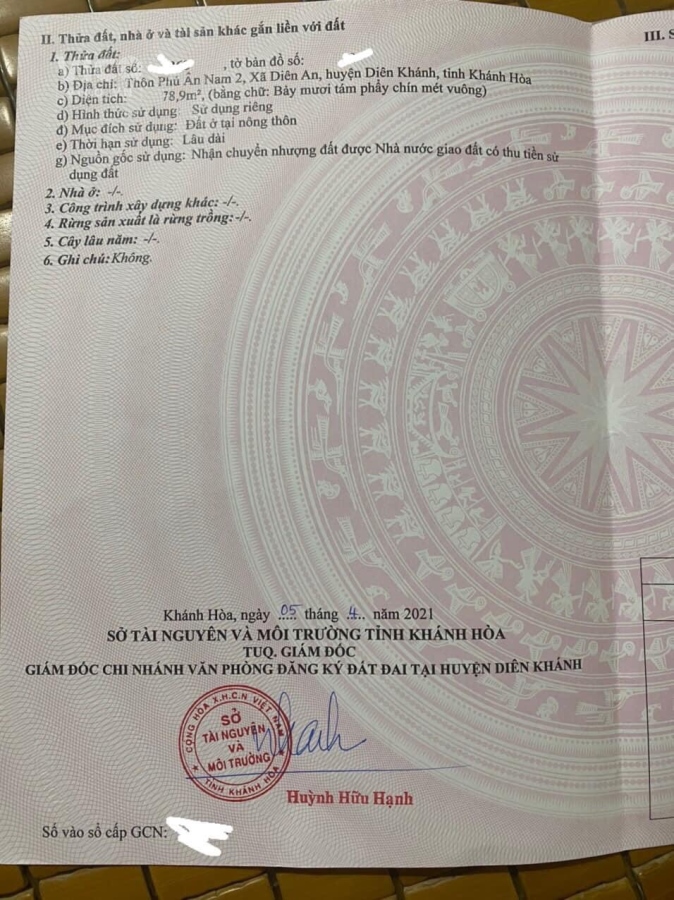 II. Thửa đất, nhà ở và tài sản khác gắn liền với đất
1. Thửa đất:
a) Thửa đất số: , tờ bản đồ số:
b) Địa chỉ: Thôn Phú Ân Nam 2, Xã Diên An, huyện Diên Khánh, tỉnh Khánh Hòa
c) Diện tích: 78,9m², (bằng chữ: Bảy mươi tám phẩy chín mét vuông)
d) Hình thức sử dụng: Sử dụng riêng
đ) Mục đích sử dụng: Đất ở tại nông thôn
e) Thời hạn sử dụng: Lâu dài
g) Nguồn gốc sử dụng: Nhận chuyển nhượng đất được Nhà nước giao đất có thu tiền sử
dụng đất
2. Nhà ở: -/-.
3. Công trình xây dựng khác: -/-.
4. Rừng sản xuất là rừng trồng: -/-.
5. Cây lâu năm: -/-.
6. Ghi chú: Không.
III. S
Khánh Hòa, ngày 05 tháng 4 năm 2021
SỞ TÀI NGUYÊN VÀ MÔI TRƯỜNG TỈNH KHÁNH HÒA
TUQ. GIÁM ĐỐC
GIÁM ĐỐC CHI NHÁNH VĂN PHÒNG ĐĂNG KÝ ĐẤT ĐAI TẠI HUYỆN DIÊN KHÁNH
CỘNG HÒA X.H.C.N VIỆT NAM
SỞ
TÀI NGUYÊN
VÀ
MÔI TRƯỜNG
TỈNH KHÁNH HÒA
Huỳnh Hữu Hạnh
Số vào sổ cấp GCN: